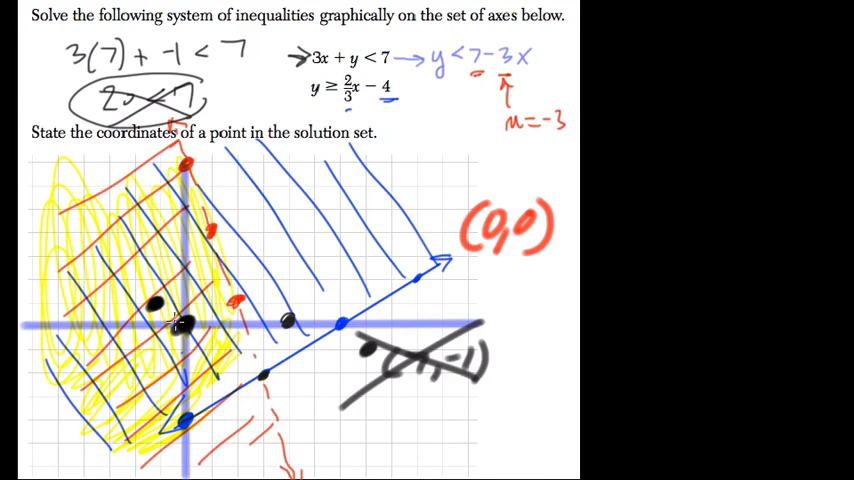 Solve the following system of inequalities graphically on the set of axes below.
3(7) + -1 < 7
3x + y < 7 → y < 7 - 3x
20 < 7
y ≥ 2/3 x - 4
m = -3
State the coordinates of a point in the solution set.
(0,0)
(7,-1)